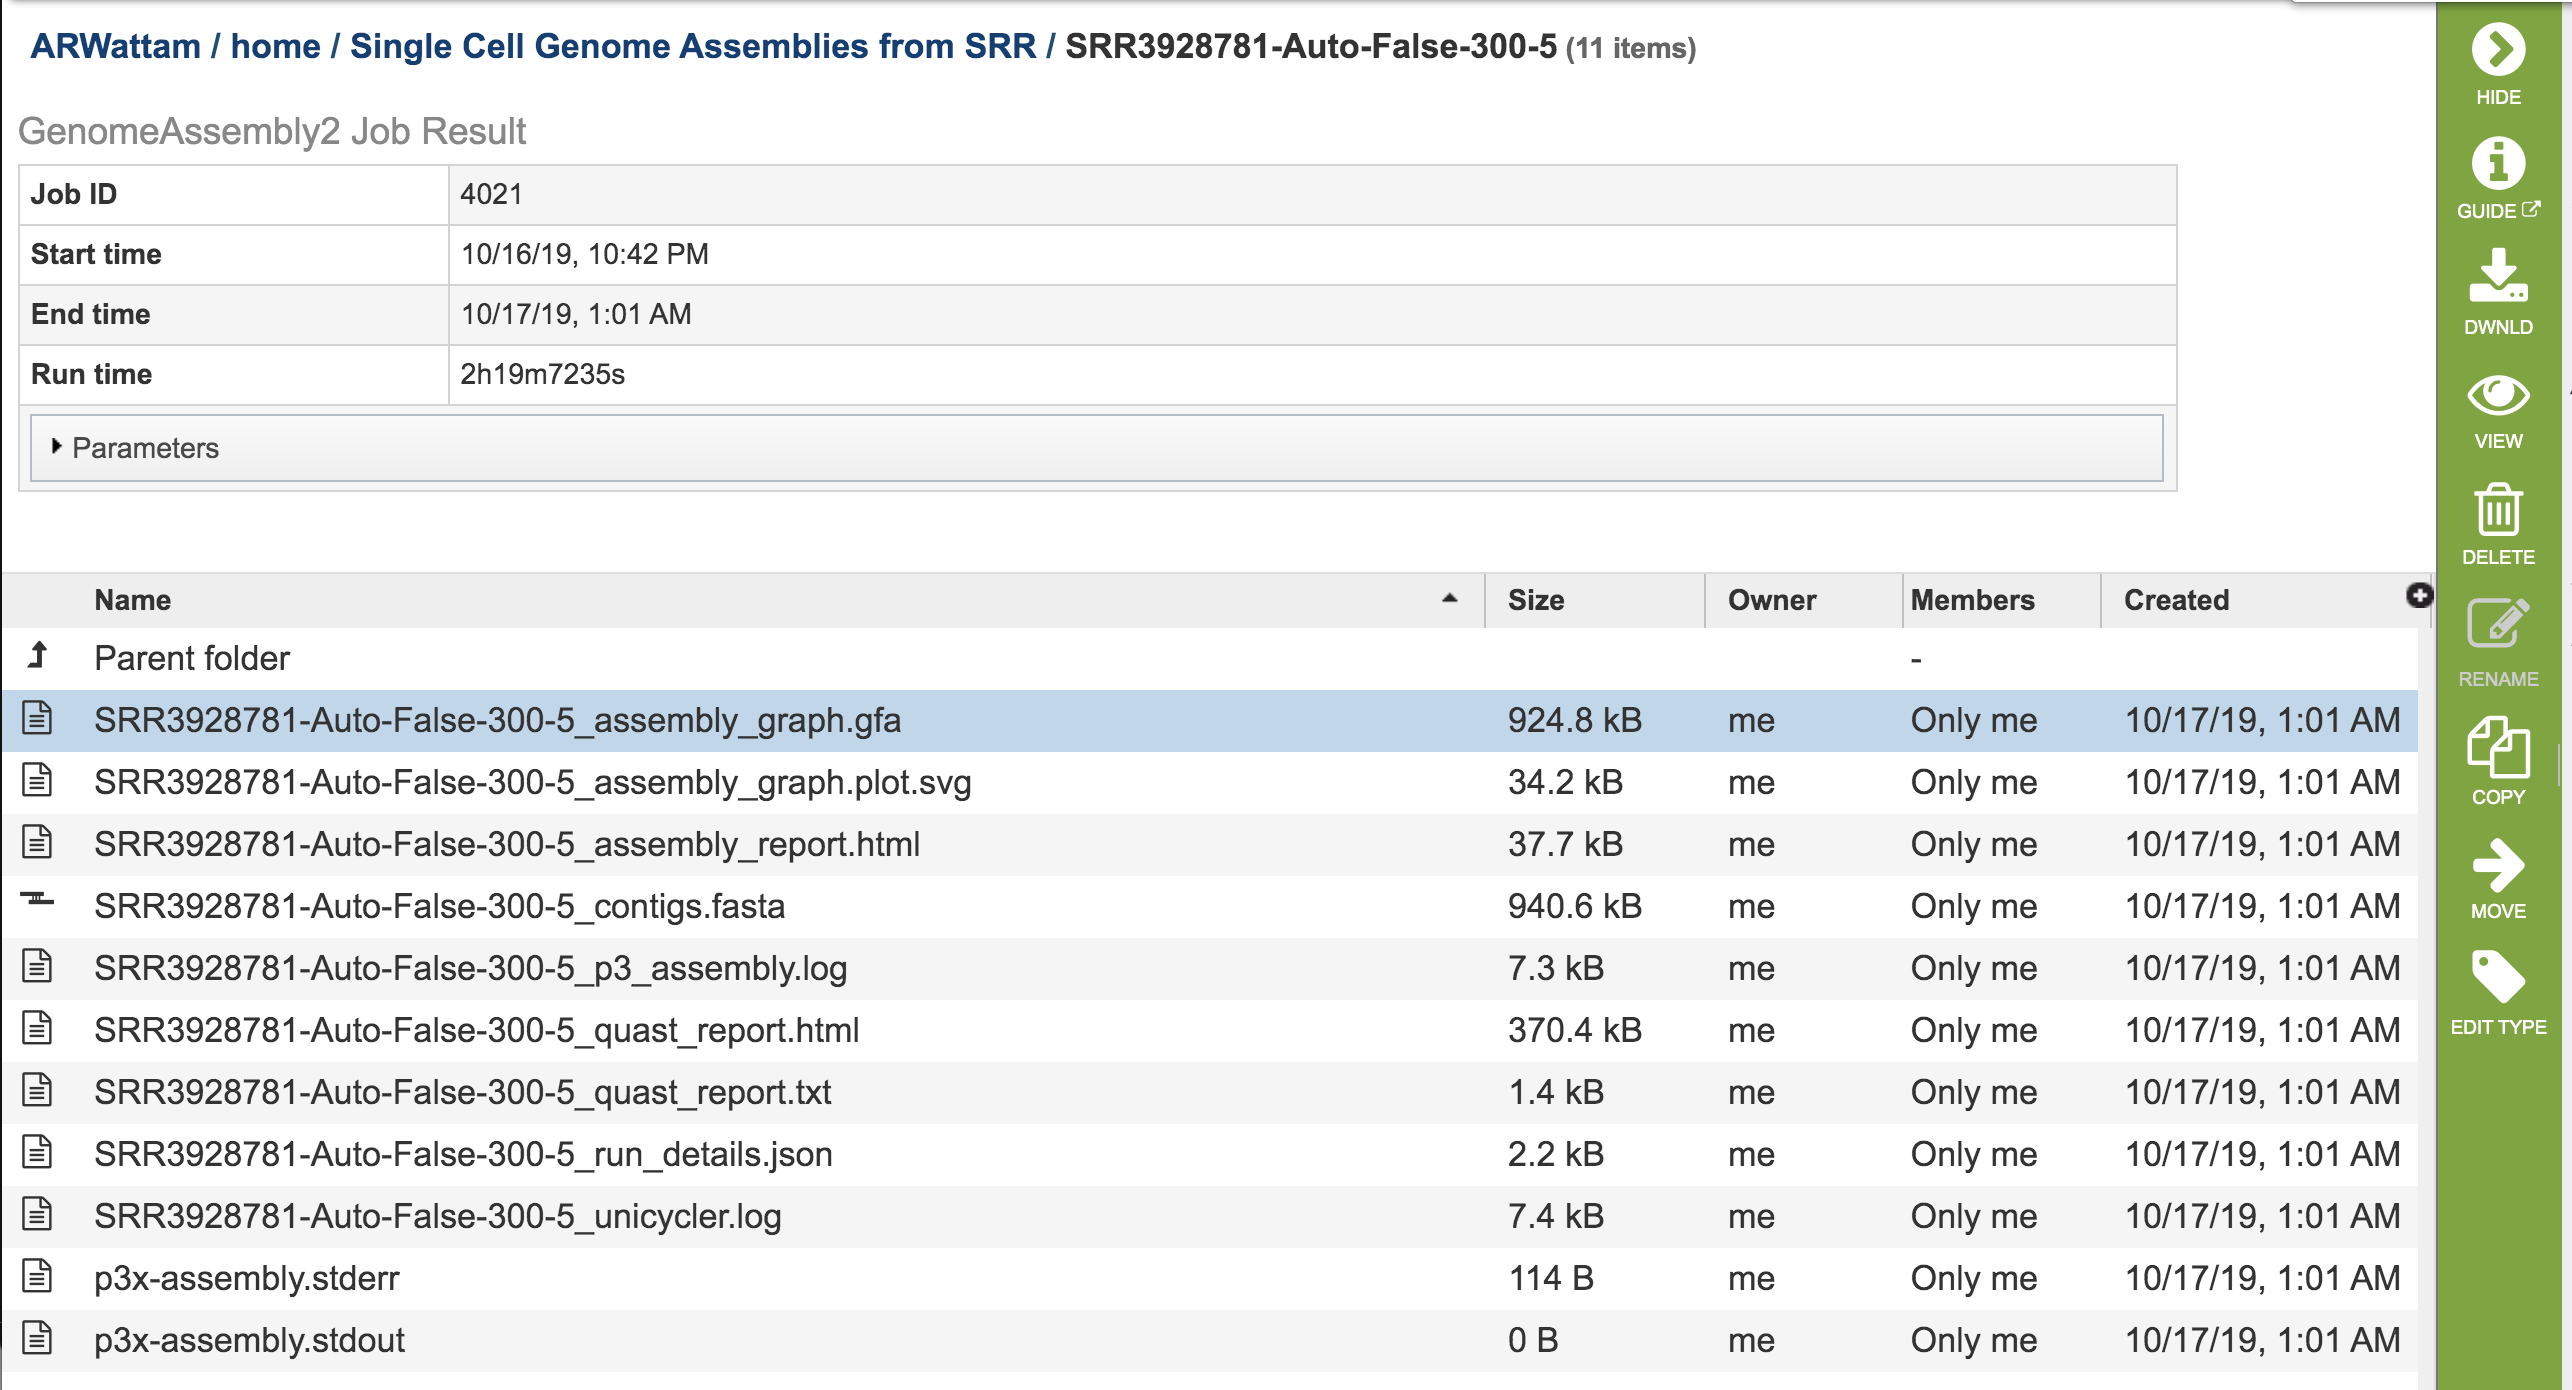 ARWattam / home / Single Cell Genome Assemblies from SRR / SRR3928781-Auto-False-300-5 (11 items)
GenomeAssembly2 Job Result
Job ID 4021
Start time 10/16/19, 10:42 PM
End time 10/17/19, 1:01 AM
Run time 2h19m7235s
Parameters
Name Size Owner Members Created
Parent folder -
SRR3928781-Auto-False-300-5_assembly_graph.gfa 924.8 kB me Only me 10/17/19, 1:01 AM
SRR3928781-Auto-False-300-5_assembly_graph.plot.svg 34.2 kB me Only me 10/17/19, 1:01 AM
SRR3928781-Auto-False-300-5_assembly_report.html 37.7 kB me Only me 10/17/19, 1:01 AM
SRR3928781-Auto-False-300-5_contigs.fasta 940.6 kB me Only me 10/17/19, 1:01 AM
SRR3928781-Auto-False-300-5_p3_assembly.log 7.3 kB me Only me 10/17/19, 1:01 AM
SRR3928781-Auto-False-300-5_quast_report.html 370.4 kB me Only me 10/17/19, 1:01 AM
SRR3928781-Auto-False-300-5_quast_report.txt 1.4 kB me Only me 10/17/19, 1:01 AM
SRR3928781-Auto-False-300-5_run_details.json 2.2 kB me Only me 10/17/19, 1:01 AM
SRR3928781-Auto-False-300-5_unicycler.log 7.4 kB me Only me 10/17/19, 1:01 AM
p3x-assembly.stderr 114 B me Only me 10/17/19, 1:01 AM
p3x-assembly.stdout 0 B me Only me 10/17/19, 1:01 AM
HIDE
GUIDE
DWNLD
VIEW
DELETE
RENAME
COPY
MOVE
EDIT TYPE